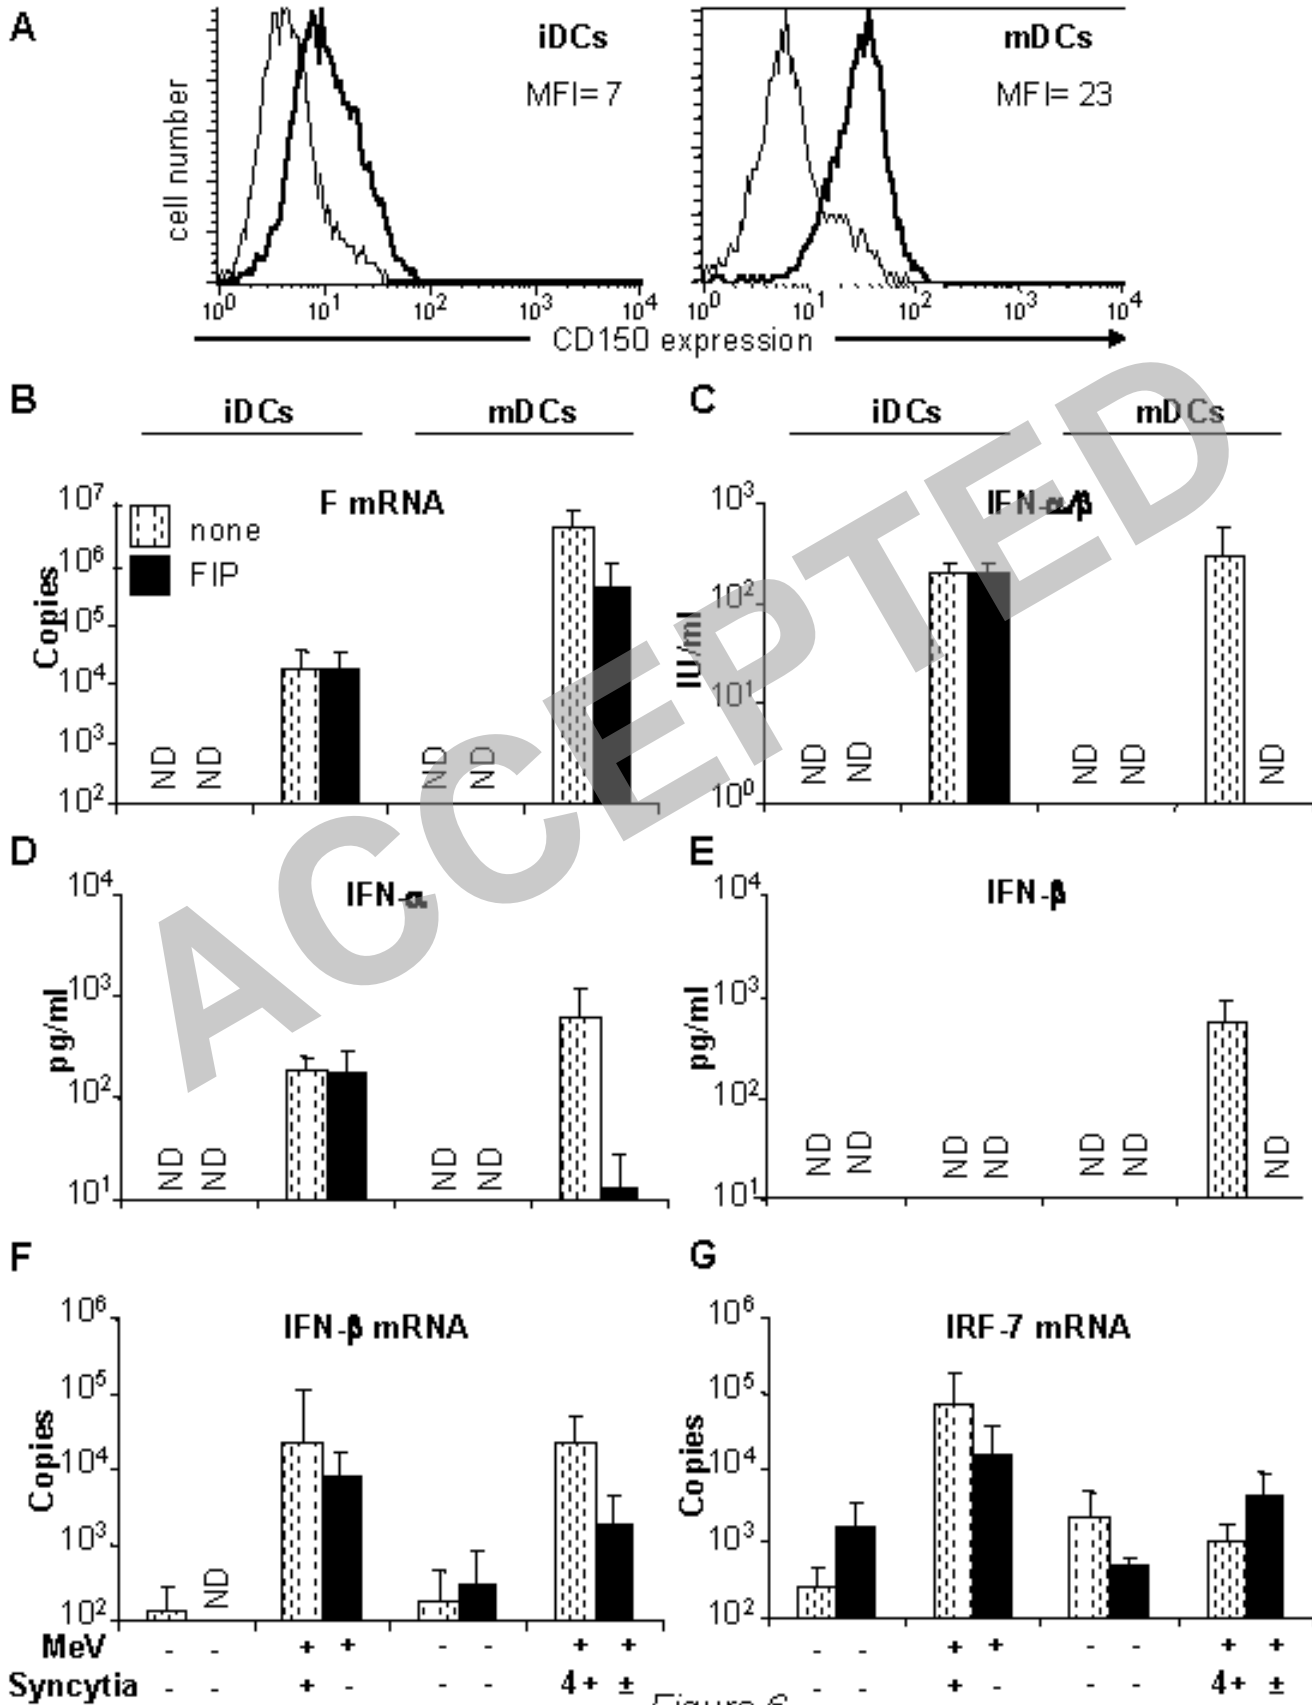 A
iDCs
MFI= 7
mDCs
MFI= 23
cell number
10^0 10^1 10^2 10^3 10^4
10^0 10^1 10^2 10^3 10^4
CD150 expression
B
iDCs mDCs
F mRNA
none
FIP
Copies
10^7
10^6
10^5
10^4
10^3
10^2
ND ND ND ND
C
iDCs mDCs
IFN-α/β
IU/ml
10^3
10^2
10^1
10^0
ND ND ND ND ND
D
IFN-α
pg/ml
10^4
10^3
10^2
10^1
ND ND ND ND
E
IFN-β
pg/ml
10^4
10^3
10^2
10^1
ND ND ND ND ND ND ND
F
IFN-β mRNA
Copies
10^6
10^5
10^4
10^3
10^2
ND
G
IRF-7 mRNA
Copies
10^6
10^5
10^4
10^3
10^2
MeV - - + + - - + + - - + + - - + +
Syncytia - - + - - - 4+ ± - - + - - - 4+ ±
Figure 6
ACCEPTED